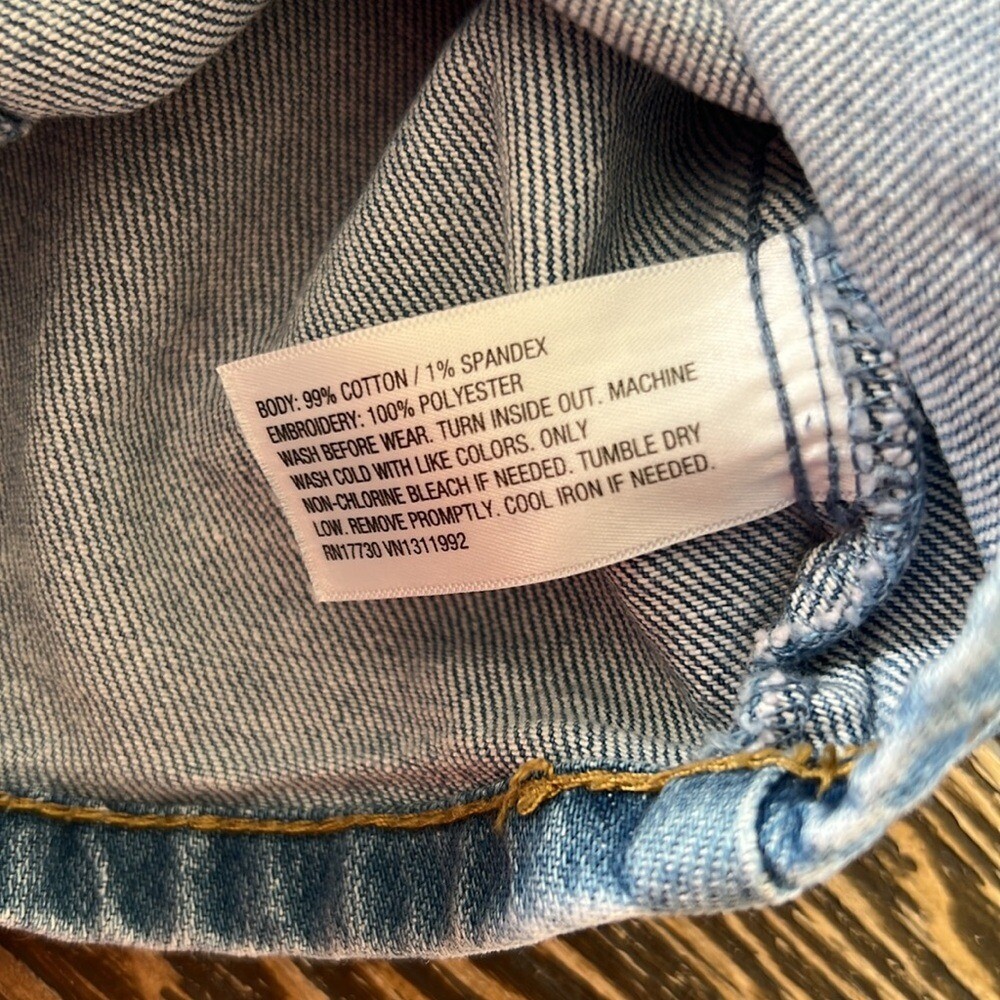 BODY: 99% COTTON / 1% SPANDEX
EMBROIDERY: 100% POLYESTER
WASH BEFORE WEAR. TURN INSIDE OUT. MACHINE
WASH COLD WITH LIKE COLORS. ONLY
NON-CHLORINE BLEACH IF NEEDED. TUMBLE DRY
LOW. REMOVE PROMPTLY. COOL IRON IF NEEDED.
RN17730 VN1311992